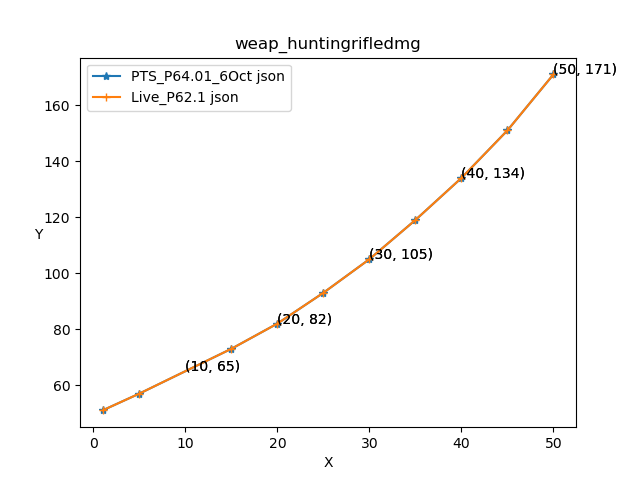 weap_huntingrifledmg
PTS_P64.01_6Oct json
Live_P62.1 json
(50, 171)
(40, 134)
(30, 105)
(20, 82)
(10, 65)
160
140
120
100
80
60
Y
0 10 20 30 40 50
X